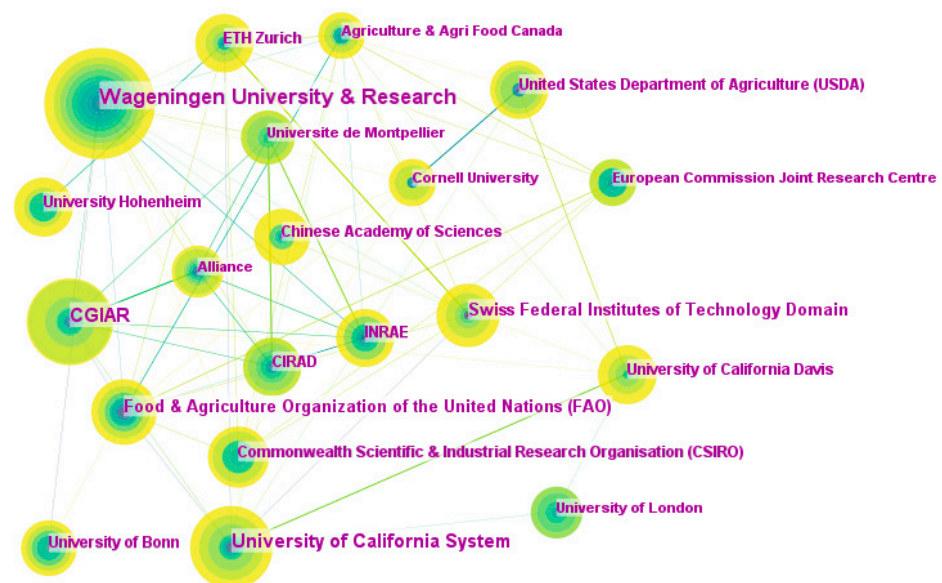 ETH Zurich
Agriculture & Agri Food Canada
Wageningen University & Research
United States Department of Agriculture (USDA)
Universite de Montpellier
Cornell University
European Commission Joint Research Centre
University Hohenheim
Chinese Academy of Sciences
Alliance
CGIAR
Swiss Federal Institutes of Technology Domain
INRAE
CIRAD
University of California Davis
Food & Agriculture Organization of the United Nations (FAO)
Commonwealth Scientific & Industrial Research Organisation (CSIRO)
University of London
University of Bonn
University of California System